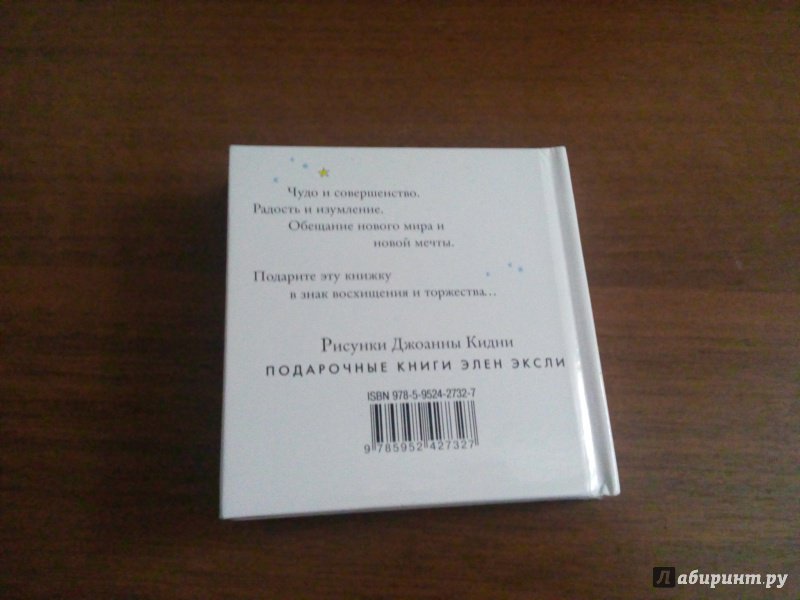 Чудо и совершенство.
Радость и изумление.
Обещание нового мира и
новой мечты.
Подарите эту книжку
в знак восхищения и торжества...
Рисунки Джоанны Кидни
ПОДАРОЧНЫЕ КНИГИ ЭЛЕН ЭКСЛИ
ISBN 978-5-9524-2732-7
9 785952 427327
Лабиринт.ру